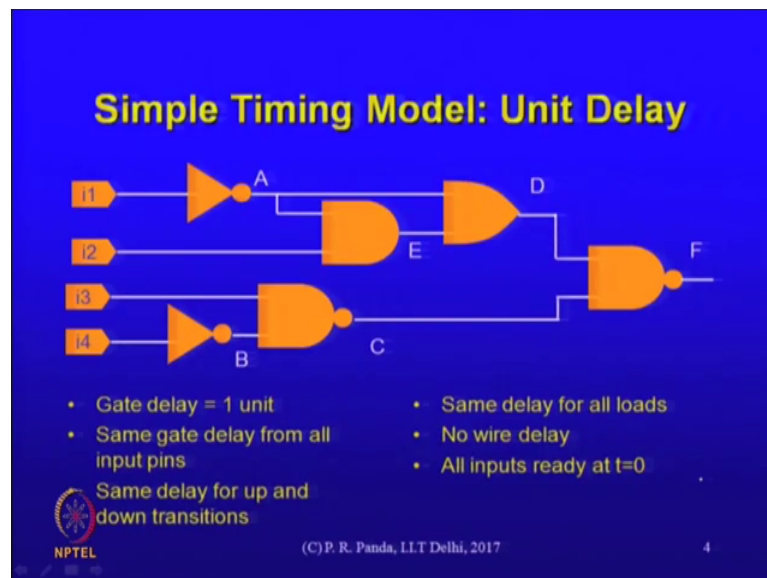 Simple Timing Model: Unit Delay
A
D
i1
i2
E
F
i3
i4
B
C
• Gate delay = 1 unit
• Same gate delay from all
input pins
Same delay for up and
down transitions
• Same delay for all loads
• No wire delay
• All inputs ready at t=0
NPTEL
(C) P. R. Panda, I.I.T Delhi, 2017
4